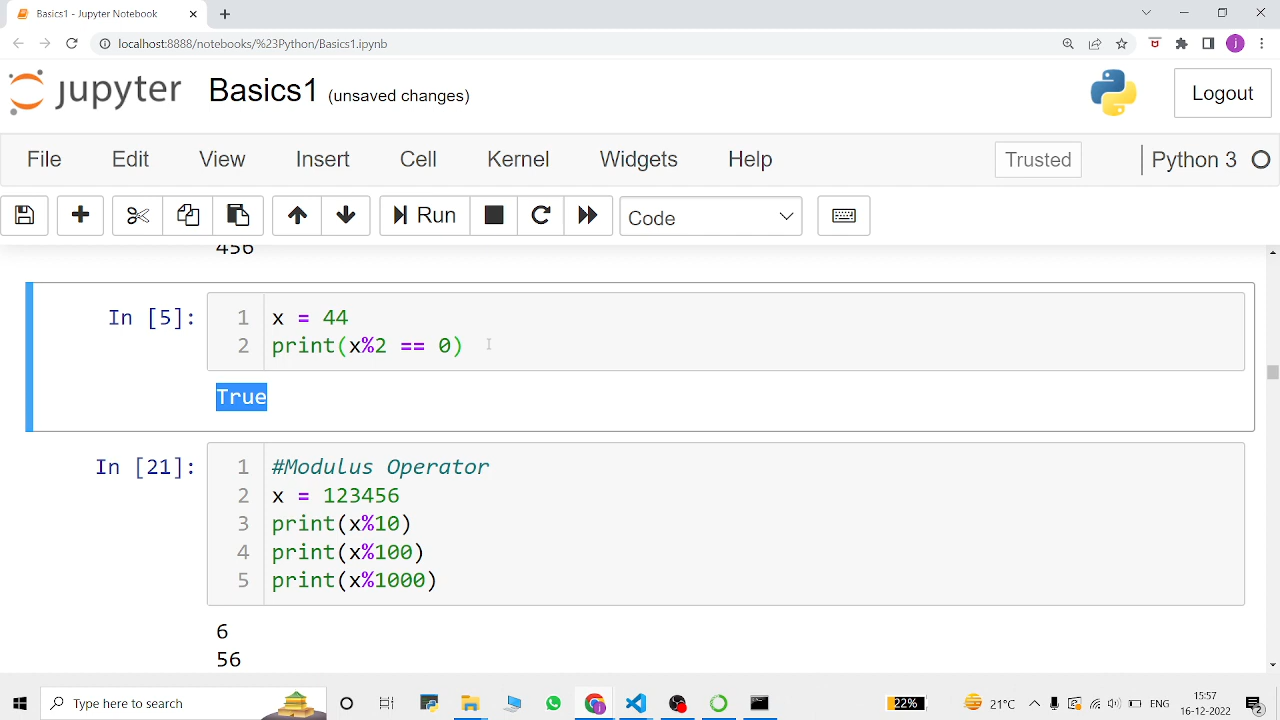 Basics1 - Jupyter Notebook
localhost:8888/notebooks/%23Python/Basics1.ipynb
j
jupyter Basics1 (unsaved changes)
Logout
File Edit View Insert Cell Kernel Widgets Help Trusted Python 3
Run Code
456
In [5]: 1 x = 44
2 print(x%2 == 0)
True
In [21]: 1 #Modulus Operator
2 x = 123456
3 print(x%10)
4 print(x%100)
5 print(x%1000)
6
56
Type here to search 22% 21°C ENG 15:57
16-12-2022 2